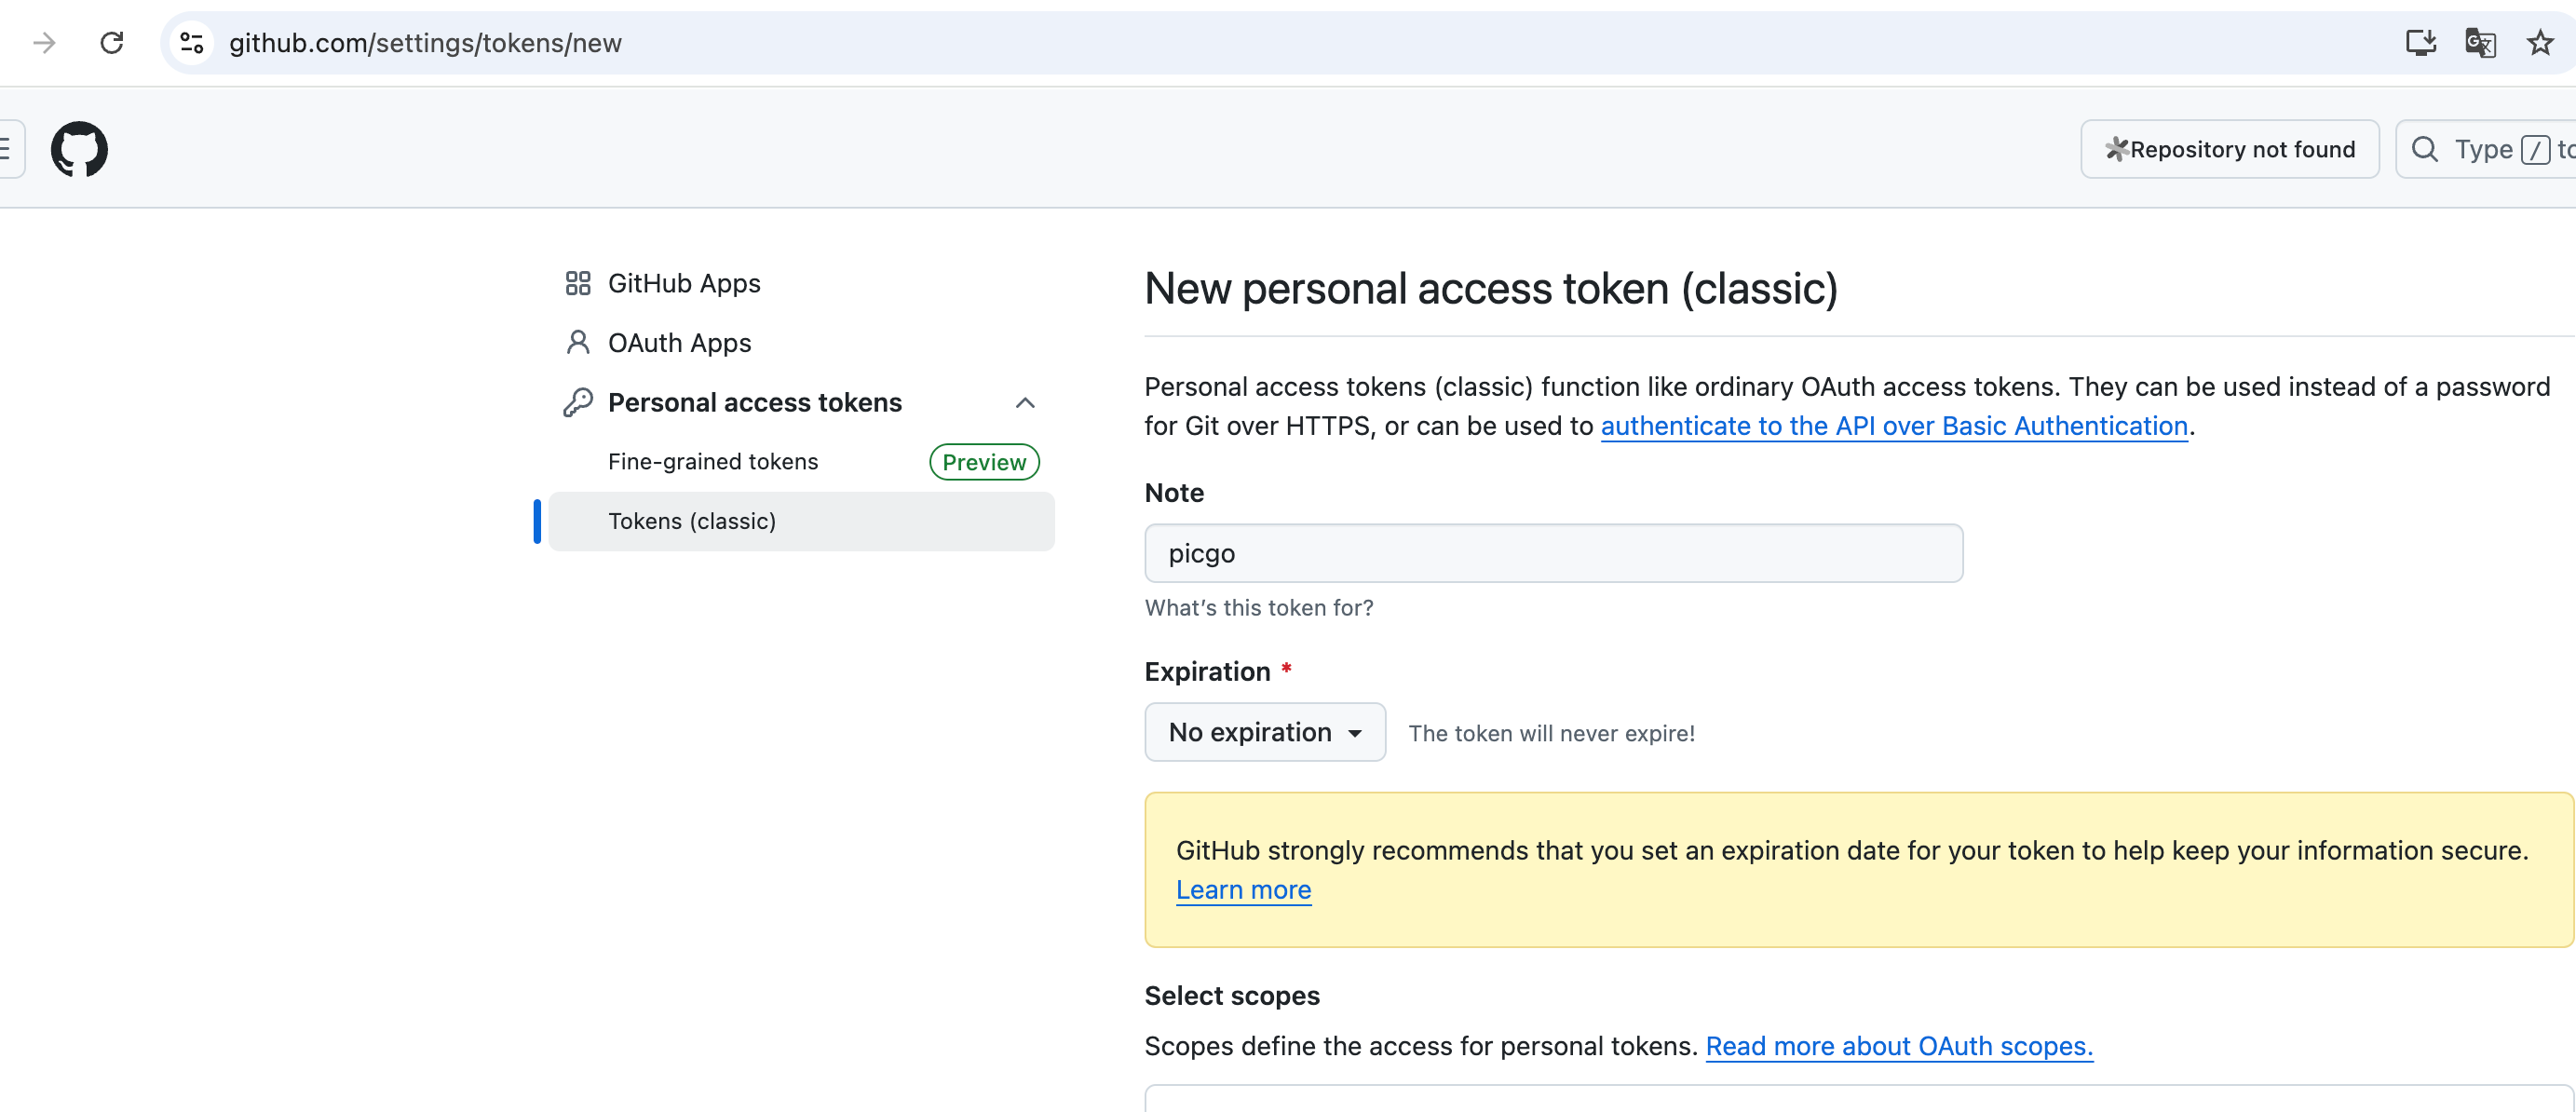 github.com/settings/tokens/new
Repository not found
Type / to
GitHub Apps
OAuth Apps
Personal access tokens
Fine-grained tokens
Preview
Tokens (classic)
New personal access token (classic)
Personal access tokens (classic) function like ordinary OAuth access tokens. They can be used instead of a password
for Git over HTTPS, or can be used to authenticate to the API over Basic Authentication.
Note
picgo
What's this token for?
Expiration *
No expiration
The token will never expire!
GitHub strongly recommends that you set an expiration date for your token to help keep your information secure.
Learn more
Select scopes
Scopes define the access for personal tokens. Read more about OAuth scopes.